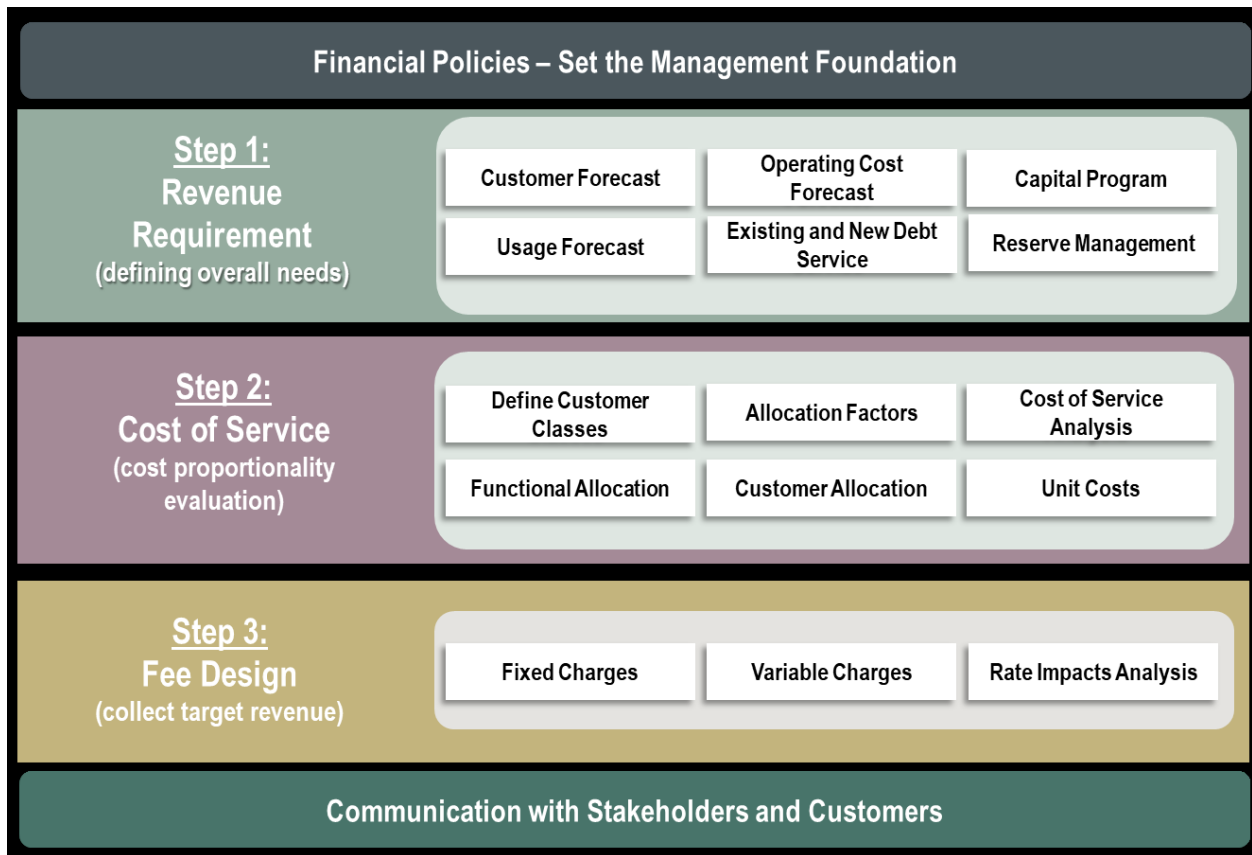 Financial Policies – Set the Management Foundation
Step 1:
Revenue
Requirement
(defining overall needs)
Customer Forecast
Operating Cost
Forecast
Capital Program
Usage Forecast
Existing and New Debt
Service
Reserve Management
Step 2:
Cost of Service
(cost proportionality
evaluation)
Define Customer
Classes
Allocation Factors
Cost of Service
Analysis
Functional Allocation
Customer Allocation
Unit Costs
Step 3:
Fee Design
(collect target revenue)
Fixed Charges
Variable Charges
Rate Impacts Analysis
Communication with Stakeholders and Customers